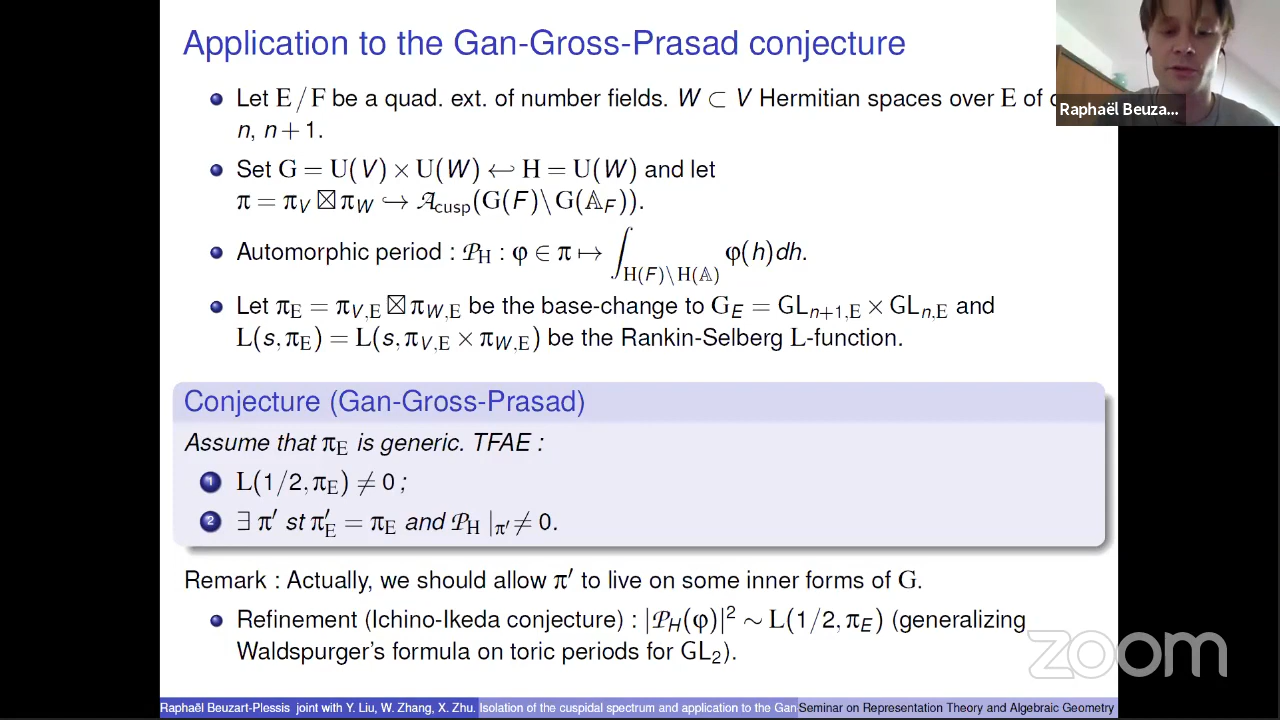 Application to the Gan-Gross-Prasad conjecture
Let E/F be a quad. ext. of number fields. W ⊂ V Hermitian spaces over E of
n, n+1.
Set G = U(V) × U(W) ↩ H = U(W) and let
π = π_V ⊠ π_W ↪ 𝒜_cusp(G(F)\G(𝔸_F)).
Automorphic period : 𝒫_H : φ ∈ π ↦ ∫_{H(F)\H(𝔸)} φ(h)dh.
Let π_E = π_{V,E} ⊠ π_{W,E} be the base-change to G_E = GL_{n+1,E} × GL_{n,E} and
L(s, π_E) = L(s, π_{V,E} × π_{W,E}) be the Rankin-Selberg L-function.
Conjecture (Gan-Gross-Prasad)
Assume that π_E is generic. TFAE :
1 L(1/2, π_E) ≠ 0 ;
2 ∃ π′ st π′_E = π_E and 𝒫_H |_{π′} ≠ 0.
Remark : Actually, we should allow π′ to live on some inner forms of G.
Refinement (Ichino-Ikeda conjecture) : |𝒫_H(φ)|² ∼ L(1/2, π_E) (generalizing
Waldspurger's formula on toric periods for GL_2).
Raphaël Beuzart-Plessis joint with Y. Liu, W. Zhang, X. Zhu. Isolation of the cuspidal spectrum and application to the Gan Seminar on Representation Theory and Algebraic Geometry
Raphaël Beuza...
zoom